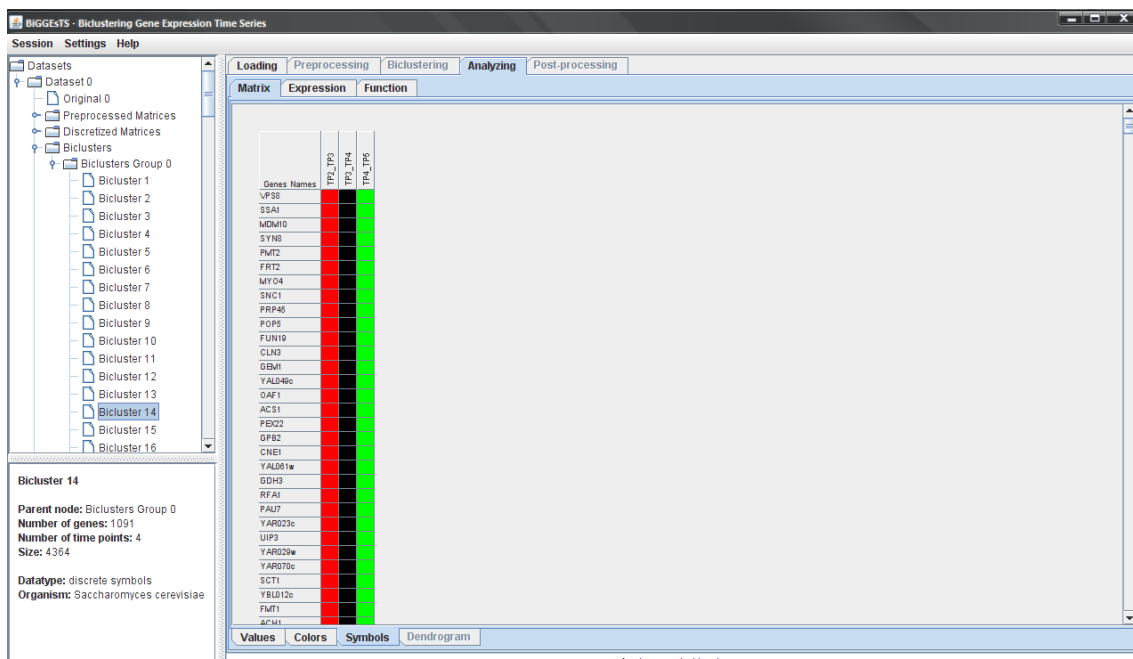 BiGGEsTS - Biclustering Gene Expression Time Series
Session Settings Help
Datasets
Dataset 0
Original 0
Preprocessed Matrices
Discretized Matrices
Biclusters
Biclusters Group 0
Bicluster 1
Bicluster 2
Bicluster 3
Bicluster 4
Bicluster 5
Bicluster 6
Bicluster 7
Bicluster 8
Bicluster 9
Bicluster 10
Bicluster 11
Bicluster 12
Bicluster 13
Bicluster 14
Bicluster 15
Bicluster 16
Bicluster 14
Parent node: Biclusters Group 0
Number of genes: 1091
Number of time points: 4
Size: 4364
Datatype: discrete symbols
Organism: Saccharomyces cerevisiae
Loading Preprocessing Biclustering Analyzing Post-processing
Matrix Expression Function
Genes Names TP2_TP3 TP3_TP4 TP4_TP5
VPS8
SSA1
MDM10
SYN8
PMT2
FRT2
MYO4
SNC1
PRP45
POP5
FUN19
CLN3
GEM1
YAL049c
OAF1
ACS1
PEX22
GPB2
CNE1
YAL061w
GDH3
RFA1
PAU7
YAR023c
UIP3
YAR029w
YAR070c
SCT1
YBL012c
FMT1
ACH1
Values Colors Symbols Dendrogram